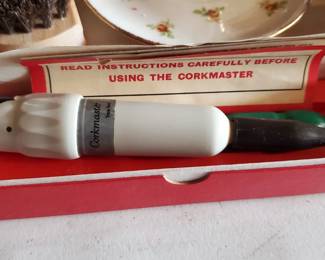 READ INSTRUCTIONS CAREFULLY BEFORE
USING THE CORKMASTER
Corkmaster